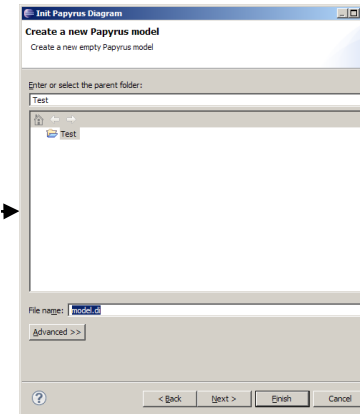 Init Papyrus Diagram
Create a new Papyrus model
Create a new empty Papyrus model
Enter or select the parent folder:
Test
Test
File name: model.di
Advanced >>
? < Back Next > Finish Cancel